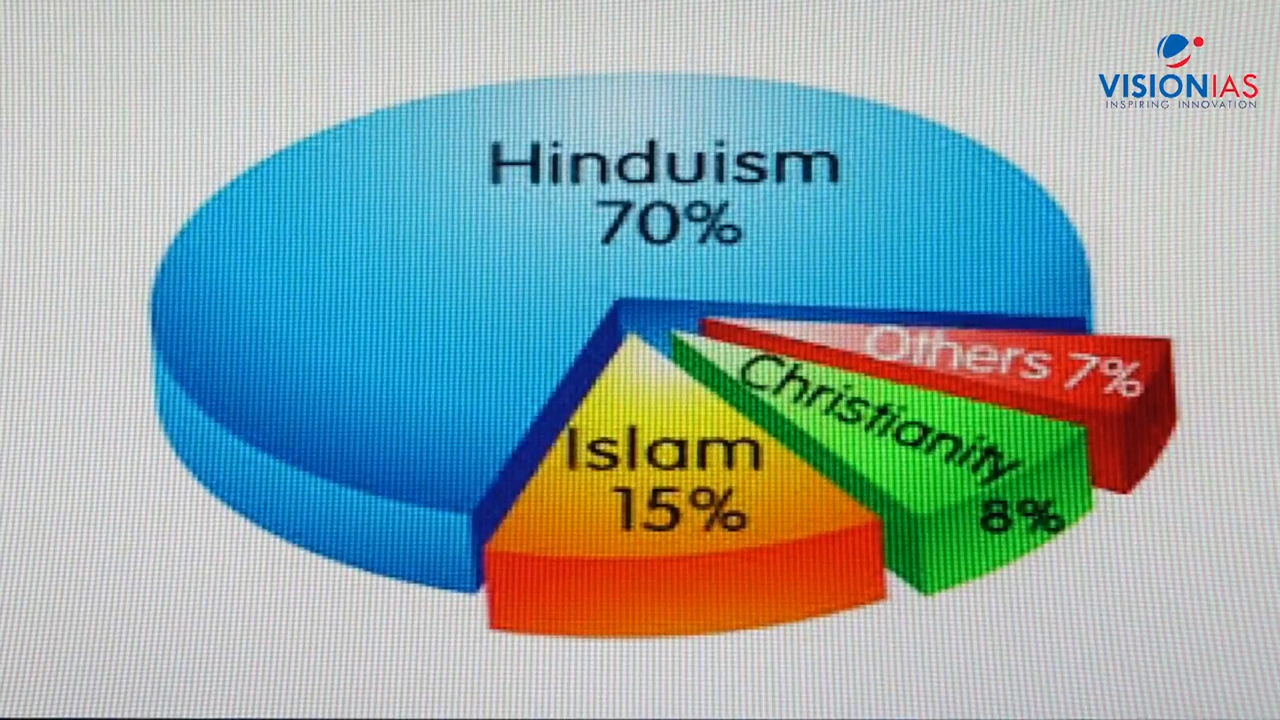 VISIONIAS
INSPIRING INNOVATION
Hinduism
70%
Others 7%
Christianity
8%
Islam
15%